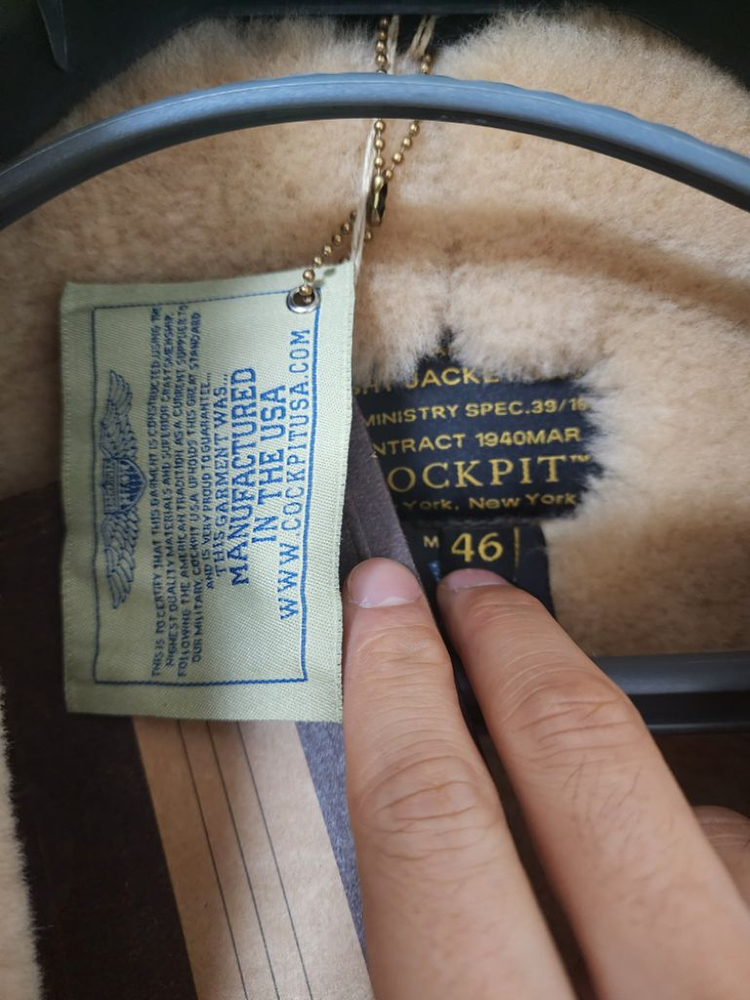 THIS IS TO CERTIFY THAT THIS GARMENT IS CONSTRUCTED USING THE
HIGHEST QUALITY MATERIALS AND SUPERIOR CRAFTSMENSHIP.
FOLLOWING THE AMERICAN TRADITION AS A CURRENT SUPPLIER TO
OUR MILITARY, COCKPIT USA UPHOLDS THIS GREAT STANDARD
AND IS VERY PROUD TO GUARANTEE...
THIS GARMENT WAS...
MANUFACTURED
IN THE USA
WWW.COCKPITUSA.COM
JACKE
MINISTRY SPEC.39/16
NTRACT 1940MAR
OCKPIT™
York, New York
M 46